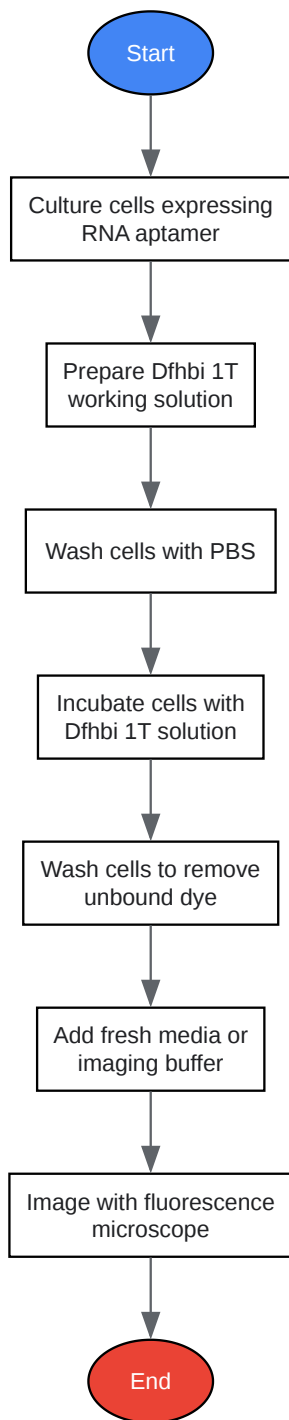 Start
Culture cells expressing
RNA aptamer
Prepare Dfhbi 1T
working solution
Wash cells with PBS
Incubate cells with
Dfhbi 1T solution
Wash cells to remove
unbound dye
Add fresh media or
imaging buffer
Image with fluorescence
microscope
End